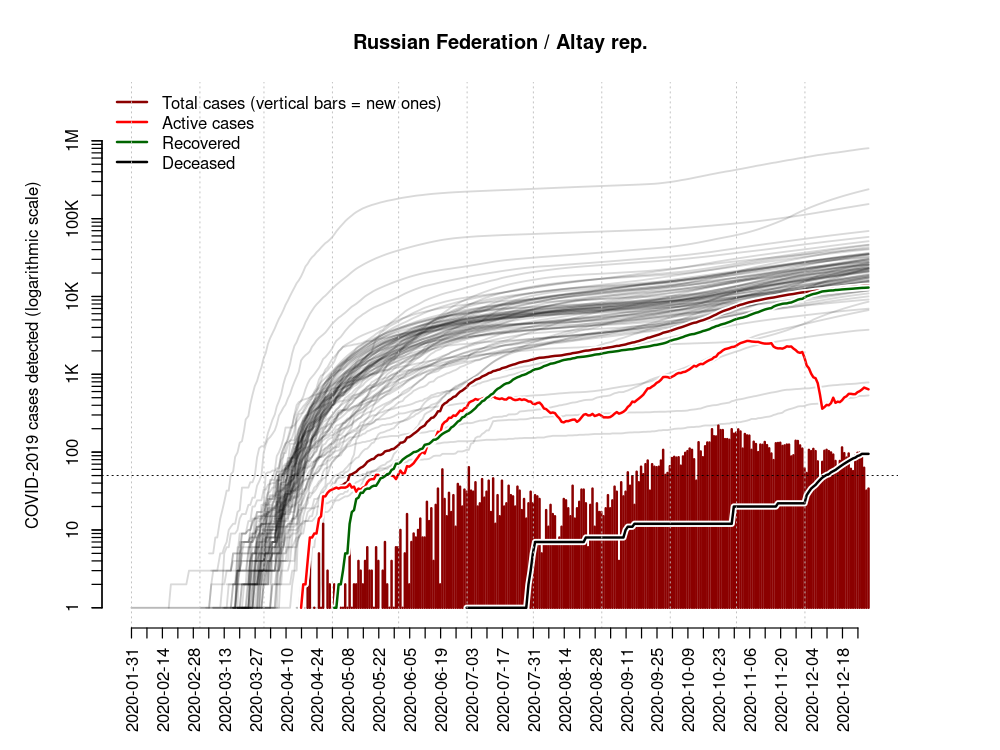 Russian Federation / Altay rep.
Total cases (vertical bars = new ones)
Active cases
Recovered
Deceased
COVID-2019 cases detected (logarithmic scale)
1M
100K
10K
1K
100
10
1
2020-01-31
2020-02-14
2020-02-28
2020-03-13
2020-03-27
2020-04-10
2020-04-24
2020-05-08
2020-05-22
2020-06-05
2020-06-19
2020-07-03
2020-07-17
2020-07-31
2020-08-14
2020-08-28
2020-09-11
2020-09-25
2020-10-09
2020-10-23
2020-11-06
2020-11-20
2020-12-04
2020-12-18